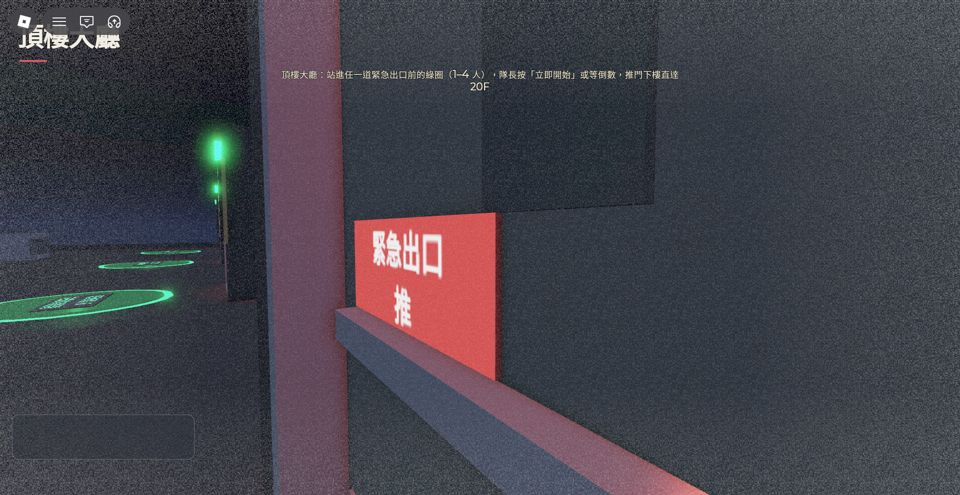 頂樓大廳
頂樓大廳：站進任一道緊急出口前的綠圈（1–4 人），隊長按「立即開始」或等倒數，推門下樓直達
20F
緊急出口
推